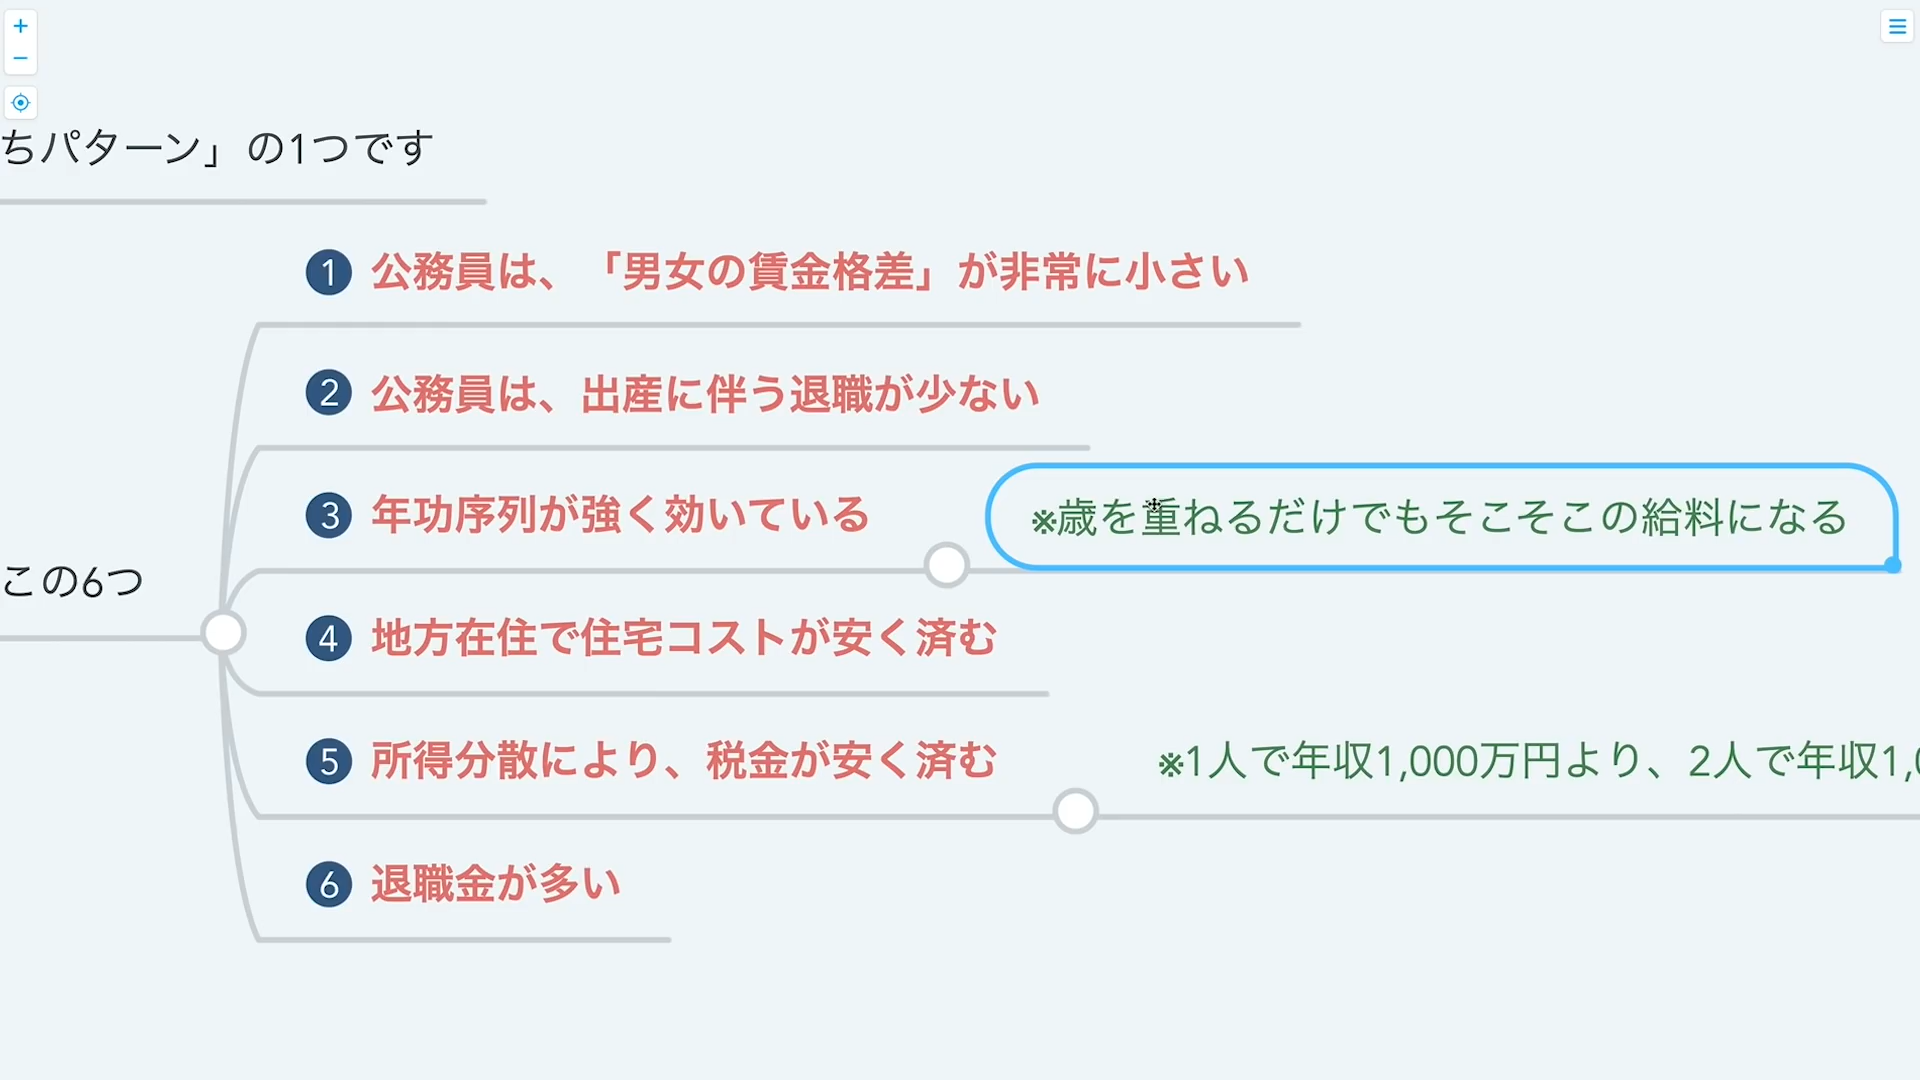 ちパターン」の1つです
1 公務員は、「男女の賃金格差」が非常に小さい
2 公務員は、出産に伴う退職が少ない
3 年功序列が強く効いている
※歳を重ねるだけでもそこそこの給料になる
この6つ
4 地方在住で住宅コストが安く済む
5 所得分散により、税金が安く済む
※1人で年収1,000万円より、2人で年収1,0
6 退職金が多い